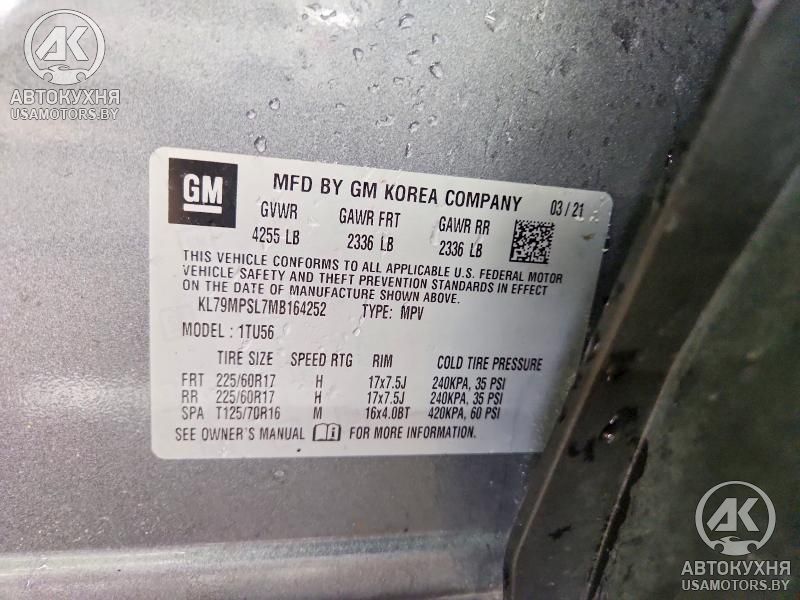 AK
АВТОКУХНЯ
USAMOTORS.BY
GM
MFD BY GM KOREA COMPANY 03 / 21
GVWR GAWR FRT GAWR RR
4255 LB 2336 LB 2336 LB
THIS VEHICLE CONFORMS TO ALL APPLICABLE U.S. FEDERAL MOTOR
VEHICLE SAFETY AND THEFT PREVENTION STANDARDS IN EFFECT
ON THE DATE OF MANUFACTURE SHOWN ABOVE.
KL79MPSL7MB164252 TYPE: MPV
MODEL : 1TU56
TIRE SIZE SPEED RTG RIM COLD TIRE PRESSURE
FRT 225/60R17 H 17x7.5J 240KPA, 35 PSI
RR 225/60R17 H 17x7.5J 240KPA, 35 PSI
SPA T125/70R16 M 16x4.0BT 420KPA, 60 PSI
SEE OWNER'S MANUAL FOR MORE INFORMATION.
AK
АВТОКУХНЯ
USAMOTORS.BY